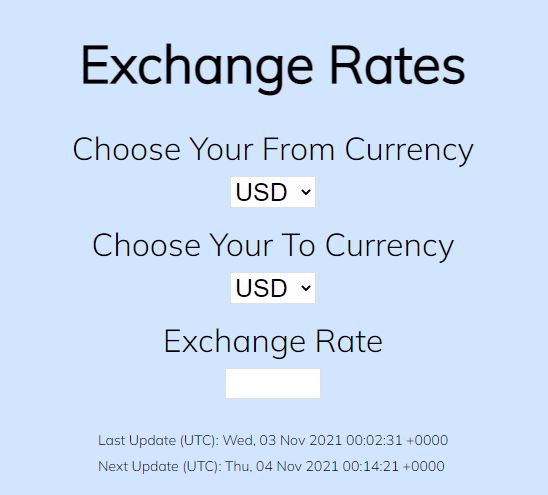 Exchange Rates
Choose Your From Currency
USD
Choose Your To Currency
USD
Exchange Rate
Last Update (UTC): Wed, 03 Nov 2021 00:02:31 +0000
Next Update (UTC): Thu, 04 Nov 2021 00:14:21 +0000